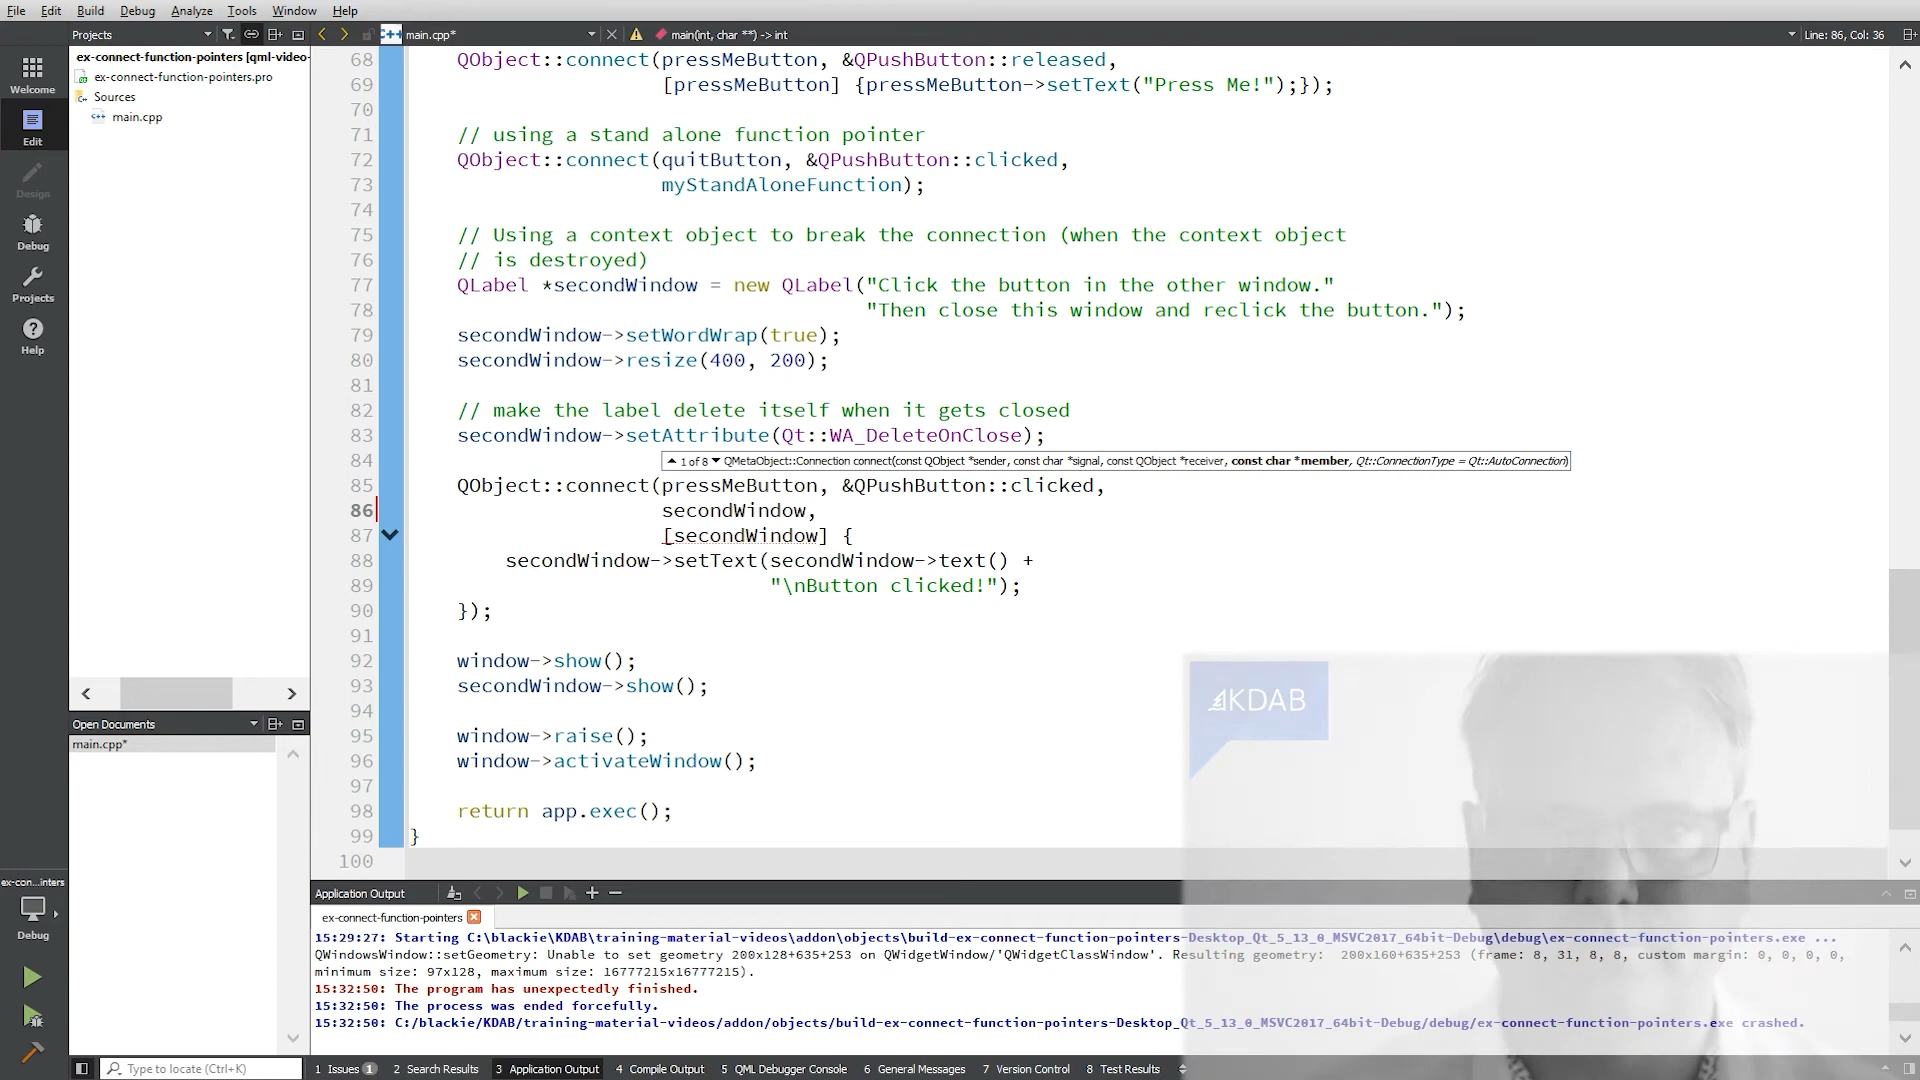 File Edit Build Debug Analyze Tools Window Help
Projects
main.cpp*
main(int, char **) -> int
Line: 86, Col: 36
Welcome
Edit
Design
Debug
Projects
Help
ex-connect-function-pointers [qml-video-
ex-connect-function-pointers.pro
Sources
main.cpp
68 QObject::connect(pressMeButton, &QPushButton::released,
69 [pressMeButton] {pressMeButton->setText("Press Me!");});
70
71 // using a stand alone function pointer
72 QObject::connect(quitButton, &QPushButton::clicked,
73 myStandAloneFunction);
74
75 // Using a context object to break the connection (when the context object
76 // is destroyed)
77 QLabel *secondWindow = new QLabel("Click the button in the other window."
78 "Then close this window and reclick the button.");
79 secondWindow->setWordWrap(true);
80 secondWindow->resize(400, 200);
81
82 // make the label delete itself when it gets closed
83 secondWindow->setAttribute(Qt::WA_DeleteOnClose);
84
1 of 8 QMetaObject::Connection connect(const QObject *sender, const char *signal, const QObject *receiver, const char *member, Qt::ConnectionType = Qt::AutoConnection)
85 QObject::connect(pressMeButton, &QPushButton::clicked,
86 secondWindow,
87 [secondWindow] {
88 secondWindow->setText(secondWindow->text() +
89 "\nButton clicked!");
90 });
91
92 window->show();
93 secondWindow->show();
94
95 window->raise();
96 window->activateWindow();
97
98 return app.exec();
99 }
100
KDAB
Open Documents
main.cpp*
ex-con...inters
Debug
Application Output
ex-connect-function-pointers
15:29:27: Starting C:\blackie\KDAB\training-material-videos\addon\objects\build-ex-connect-function-pointers-Desktop_Qt_5_13_0_MSVC2017_64bit-Debug\debug\ex-connect-function-pointers.exe ...
QWindowsWindow::setGeometry: Unable to set geometry 200x128+635+253 on QWidgetWindow/'QWidgetClassWindow'. Resulting geometry: 200x160+635+253 (frame: 8, 31, 8, 8, custom margin: 0, 0, 0, 0,
minimum size: 97x128, maximum size: 16777215x16777215).
15:32:50: The program has unexpectedly finished.
15:32:50: The process was ended forcefully.
15:32:50: C:/blackie/KDAB/training-material-videos/addon/objects/build-ex-connect-function-pointers-Desktop_Qt_5_13_0_MSVC2017_64bit-Debug/debug/ex-connect-function-pointers.exe crashed.
Type to locate (Ctrl+K)
1 Issues 1 2 Search Results 3 Application Output 4 Compile Output 5 QML Debugger Console 6 General Messages 7 Version Control 8 Test Results